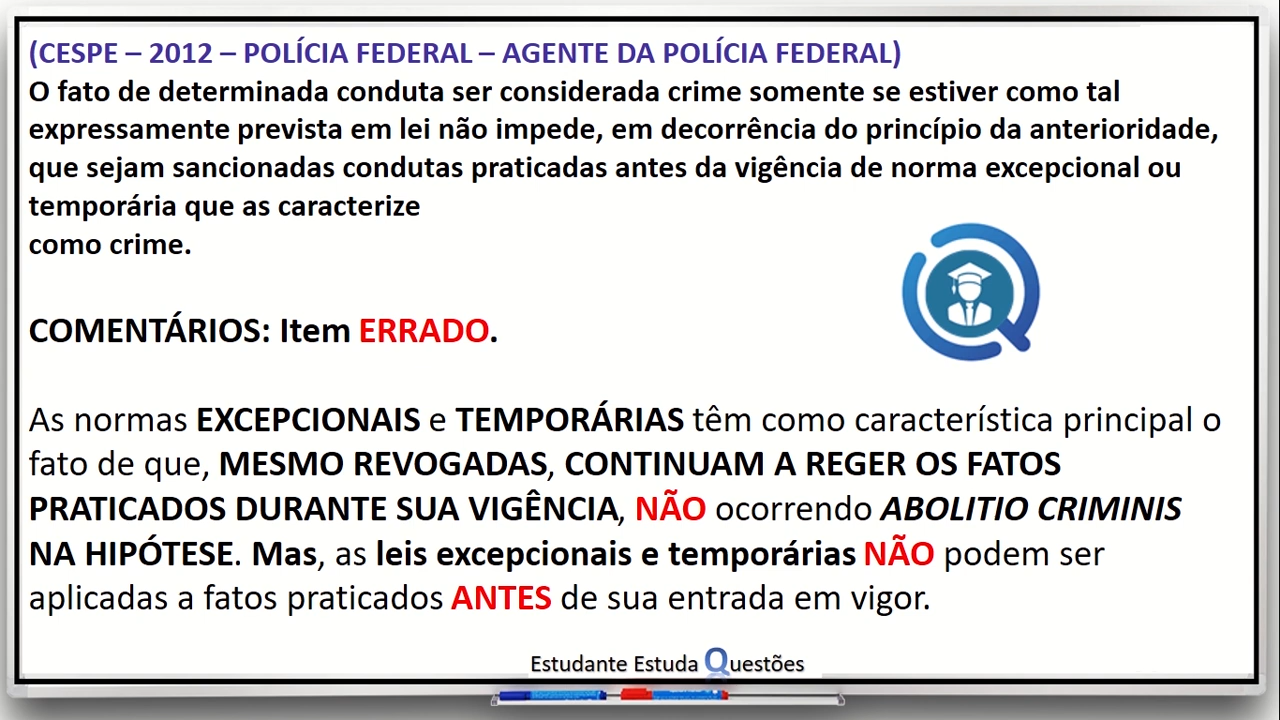 (CESPE – 2012 – POLÍCIA FEDERAL – AGENTE DA POLÍCIA FEDERAL)
O fato de determinada conduta ser considerada crime somente se estiver como tal
expressamente prevista em lei não impede, em decorrência do princípio da anterioridade,
que sejam sancionadas condutas praticadas antes da vigência de norma excepcional ou
temporária que as caracterize
como crime.
COMENTÁRIOS: Item ERRADO.
As normas EXCEPCIONAIS e TEMPORÁRIAS têm como característica principal o
fato de que, MESMO REVOGADAS, CONTINUAM A REGER OS FATOS
PRATICADOS DURANTE SUA VIGÊNCIA, NÃO ocorrendo ABOLITIO CRIMINIS
NA HIPÓTESE. Mas, as leis excepcionais e temporárias NÃO podem ser
aplicadas a fatos praticados ANTES de sua entrada em vigor.
Estudante Estuda Questões